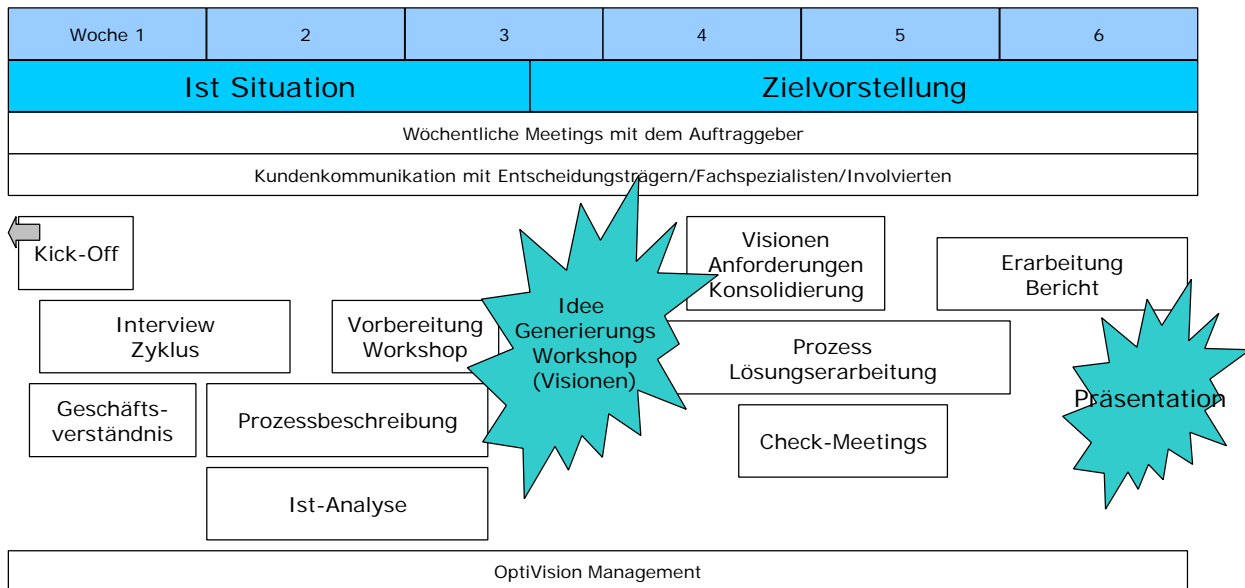 Woche 1 2 3 4 5 6
Ist Situation Zielvorstellung
Wöchentliche Meetings mit dem Auftraggeber
Kundenkommunikation mit Entscheidungsträgern/Fachspezialisten/Involvierten
Kick-Off
Interview
Zyklus
Geschäfts-
verständnis
Vorbereitung
Workshop
Prozessbeschreibung
Ist-Analyse
Idee
Generierungs
Workshop
(Visionen)
Visionen
Anforderungen
Konsolidierung
Prozess
Lösungserarbeitung
Check-Meetings
Erarbeitung
Bericht
Präsentation
OptiVision Management